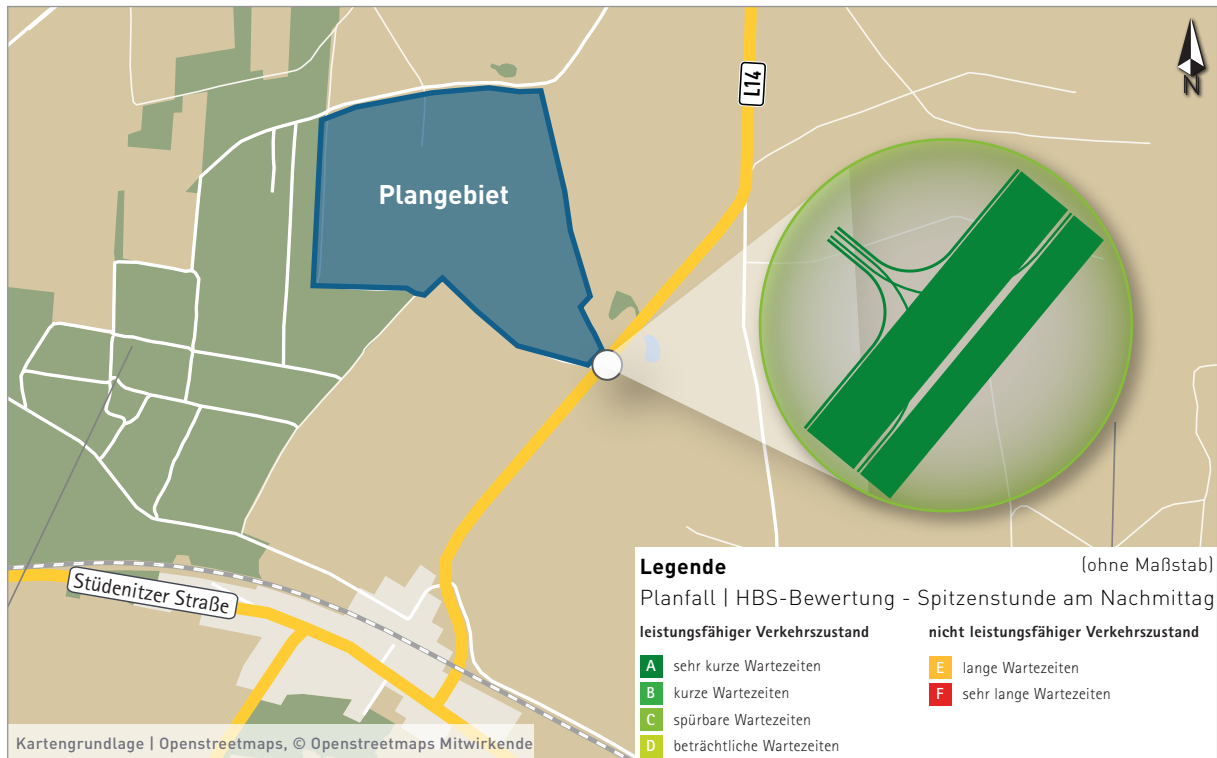 L14
N
Plangebiet
Stüdenitzer Straße
Legende (ohne Maßstab)
Planfall | HBS-Bewertung - Spitzenstunde am Nachmittag
leistungsfähiger Verkehrszustand
A sehr kurze Wartezeiten
B kurze Wartezeiten
C spürbare Wartezeiten
D beträchtliche Wartezeiten
nicht leistungsfähiger Verkehrszustand
E lange Wartezeiten
F sehr lange Wartezeiten
Kartengrundlage | Openstreetmaps, © Openstreetmaps Mitwirkende